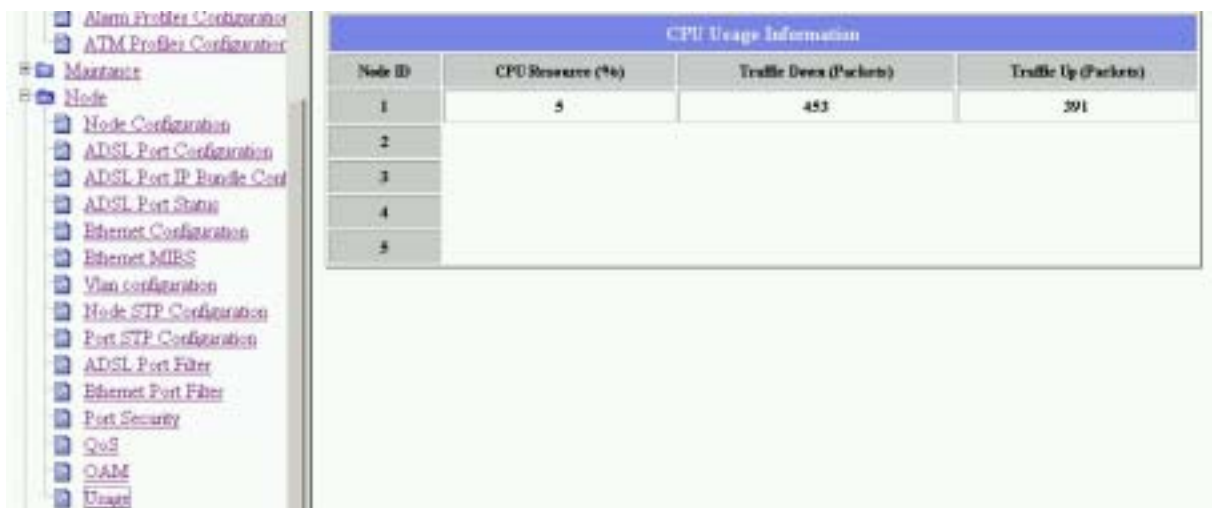 Alarm Profiles Configuration
ATM Profiles Configuration
Mantance
Node
Node Configuration
ADSL Port Configuration
ADSL Port IP Bundle Conf
ADSL Port Status
Ethernet Configuration
Ethernet MIBS
Vlan configuration
Node STP Configuration
Port STP Configuration
ADSL Port Filter
Ethernet Port Filter
Port Security
QoS
OAM
Usage
CPU Usage Information
Node ID CPU Resource (%) Traffic Down (Packets) Traffic Up (Packets)
1 5 453 391
2
3
4
5